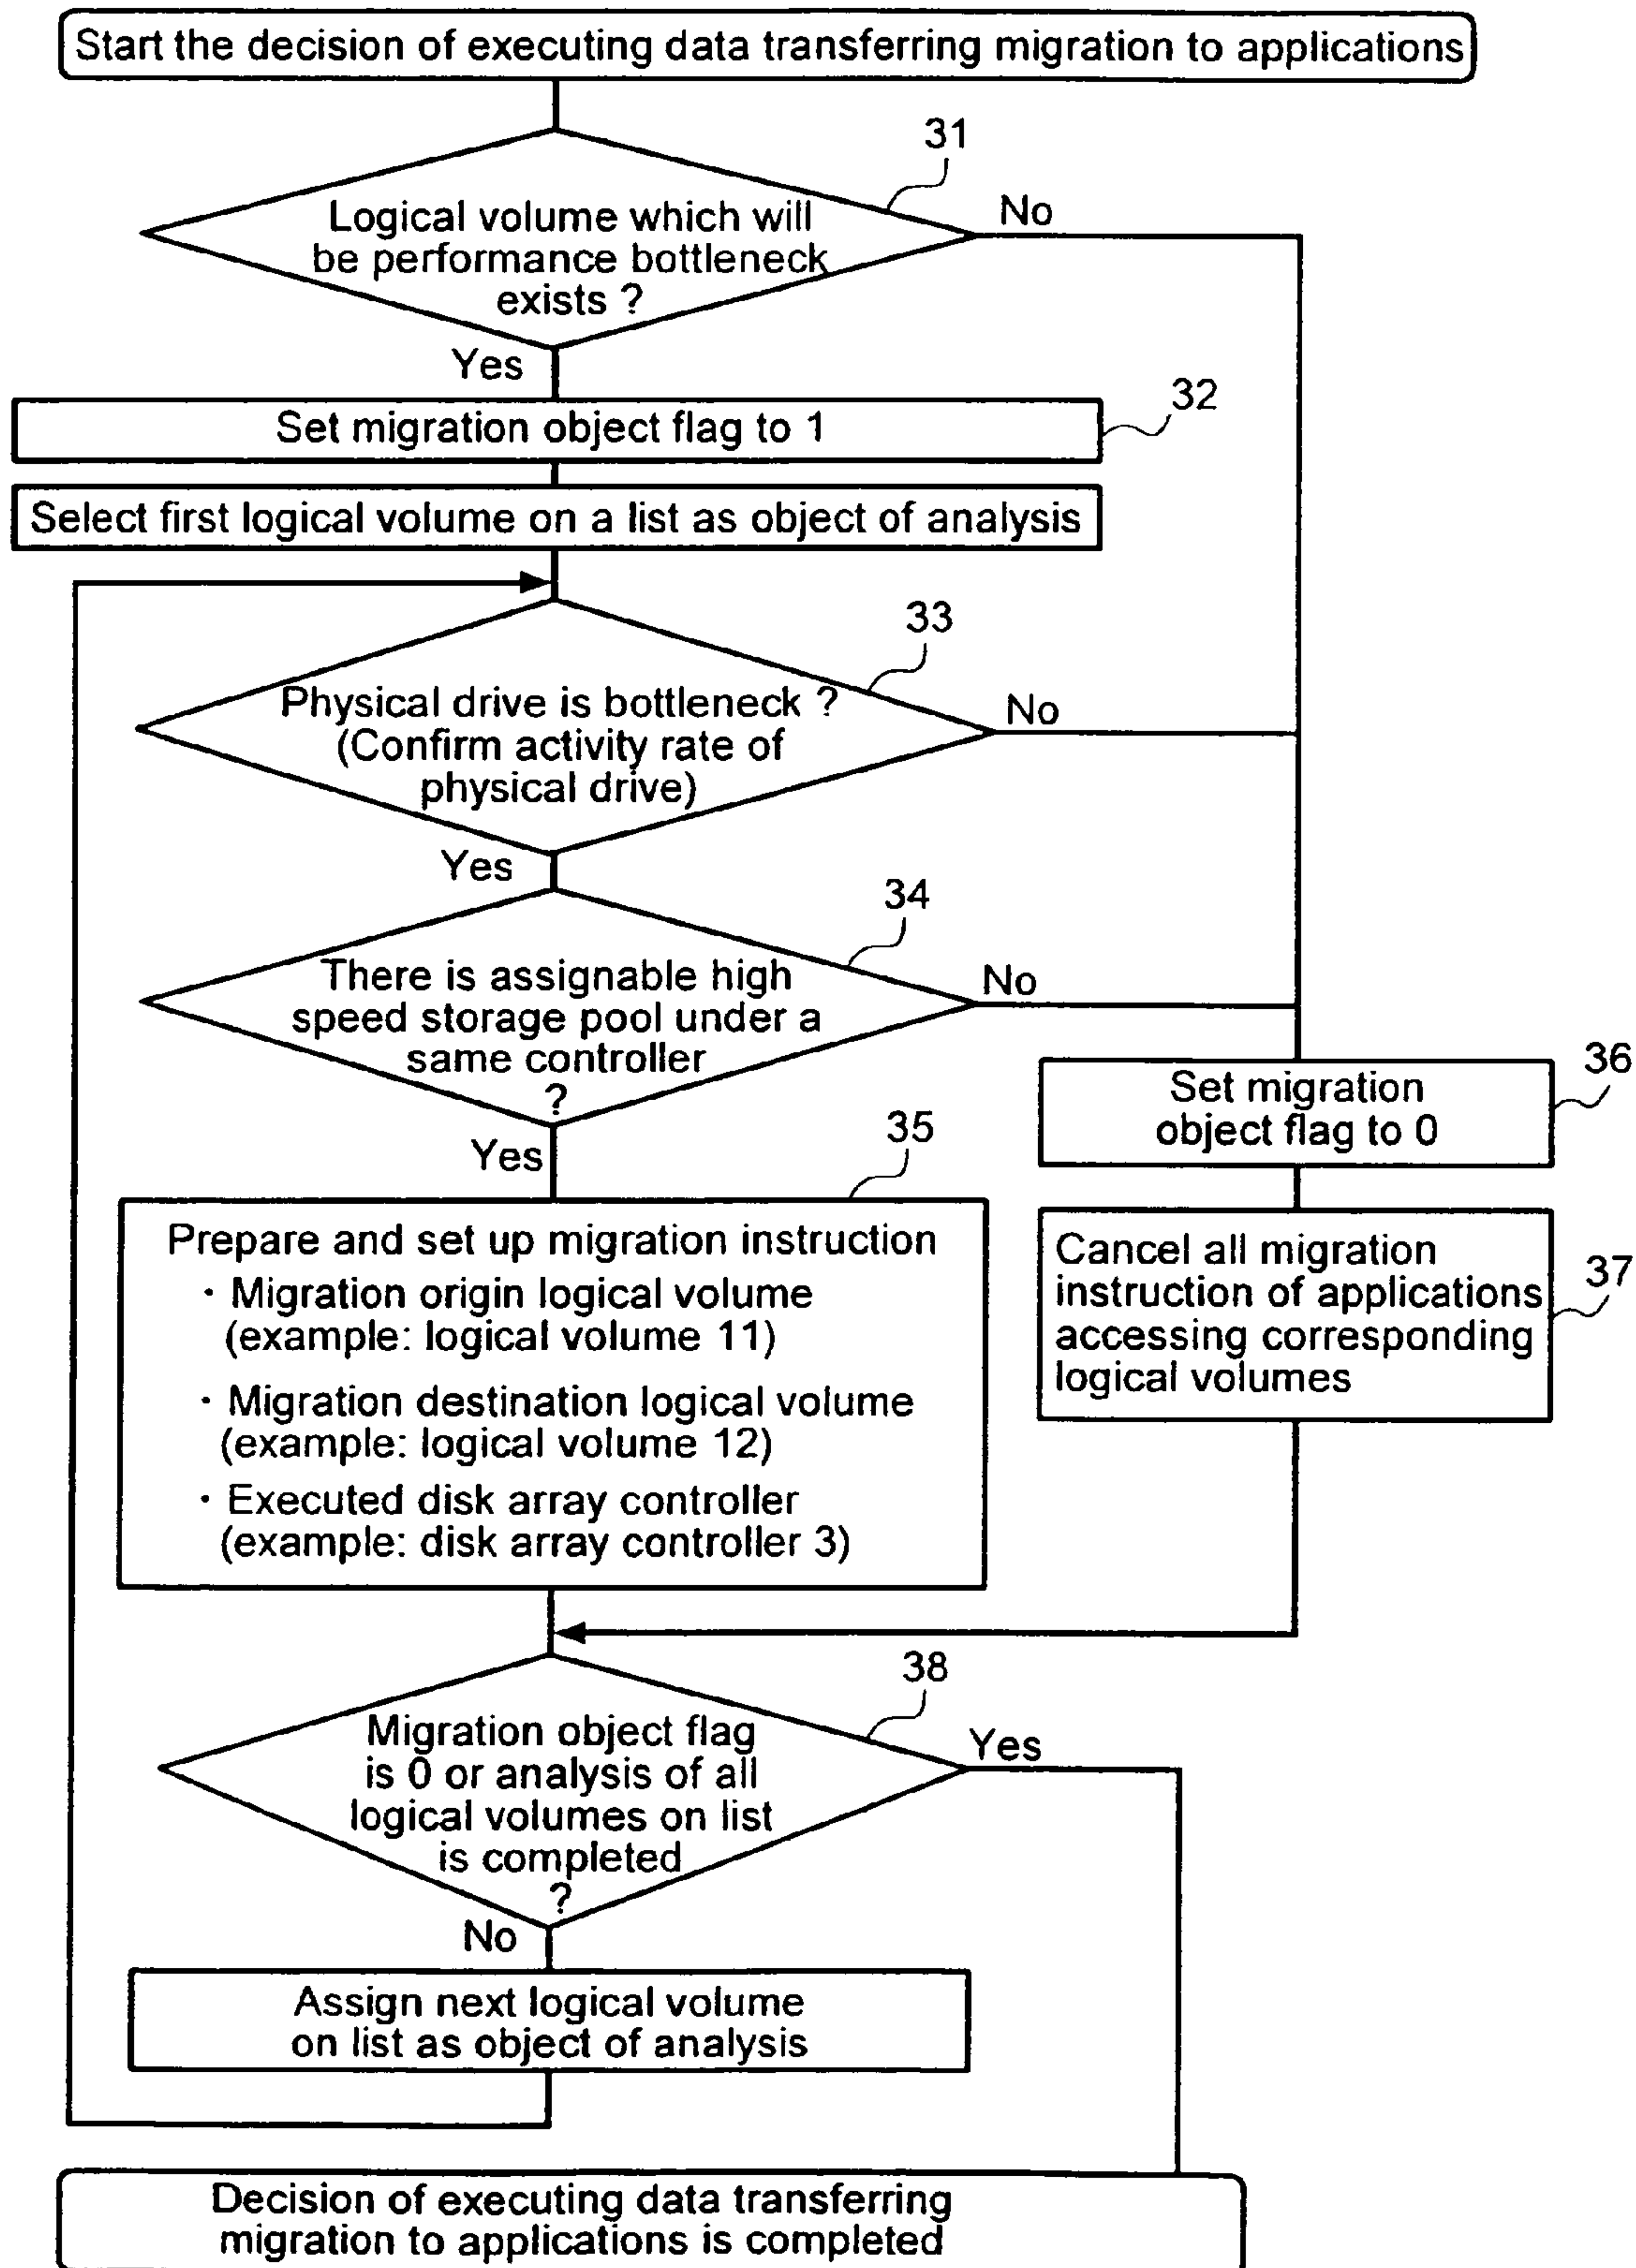 Start the decision of executing data transferring migration to applications
31
Logical volume which will
be performance bottleneck
exists ?
No
Yes
32
Set migration object flag to 1
Select first logical volume on a list as object of analysis
33
Physical drive is bottleneck ?
(Confirm activity rate of
physical drive)
No
Yes
34
There is assignable high
speed storage pool under a
same controller
?
No
Yes
35
Prepare and set up migration instruction
· Migration origin logical volume
(example: logical volume 11)
· Migration destination logical volume
(example: logical volume 12)
· Executed disk array controller
(example: disk array controller 3)
36
Set migration
object flag to 0
37
Cancel all migration
instruction of applications
accessing corresponding
logical volumes
38
Migration object flag
is 0 or analysis of all
logical volumes on list
is completed
?
Yes
No
Assign next logical volume
on list as object of analysis
Decision of executing data transferring
migration to applications is completed